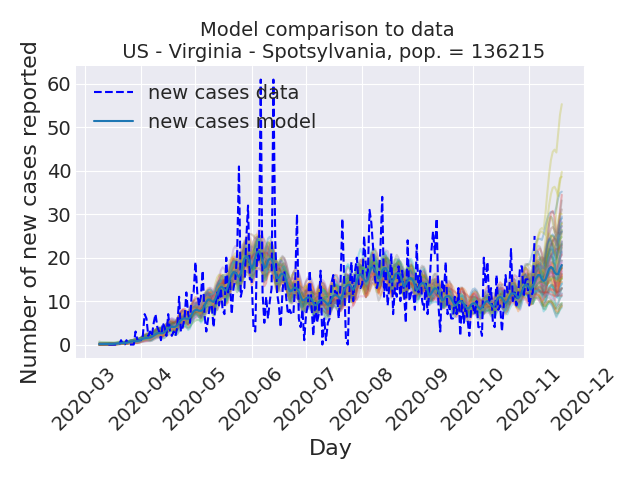 Model comparison to data
US - Virginia - Spotsylvania, pop. = 136215
Number of new cases reported
60
50
40
30
20
10
0
new cases data
new cases model
2020-03
2020-04
2020-05
2020-06
2020-07
2020-08
2020-09
2020-10
2020-11
2020-12
Day